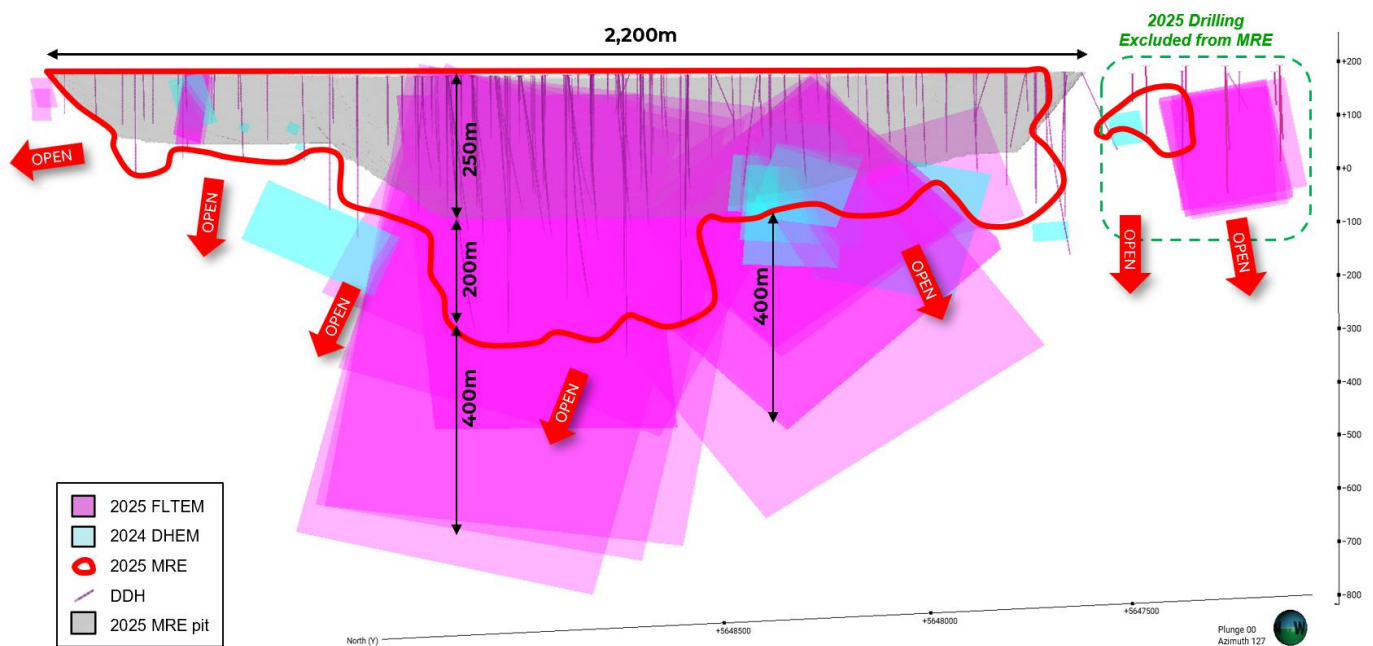 2,200m
2025 Drilling
Excluded from MRE
+200
+100
+0
−100
−200
−300
−400
−500
−600
−700
−800
250m
200m
400m
400m
OPEN
OPEN
OPEN
OPEN
OPEN
OPEN
OPEN
2025 FLTEM
2024 DHEM
2025 MRE
DDH
2025 MRE pit
North (Y)
+5648500
+5648000
+5647500
Plunge 00
Azimuth 127
W